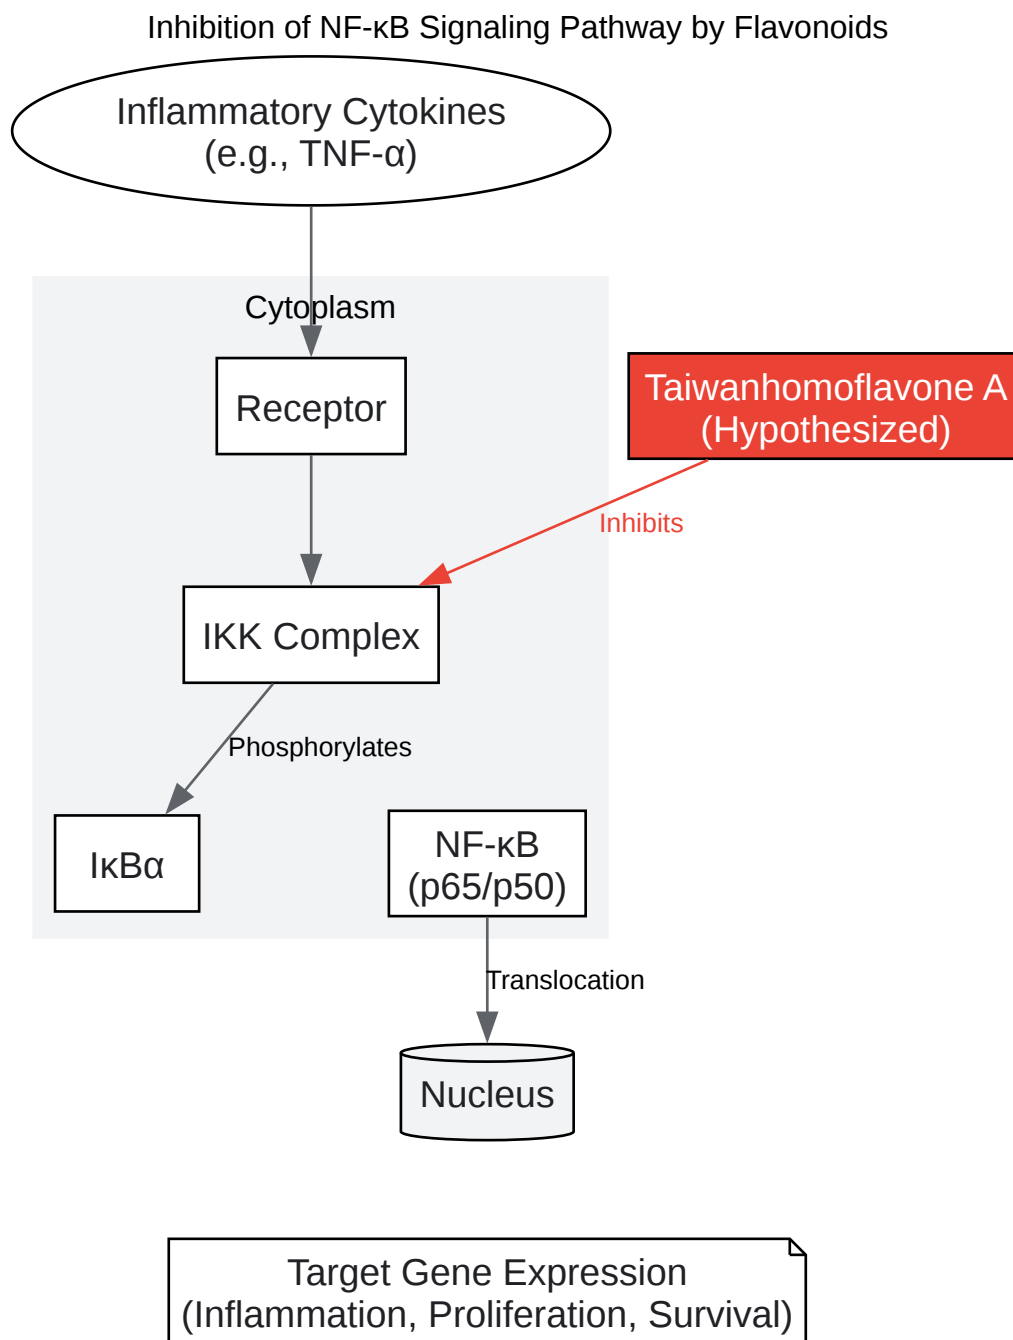 Inhibition of NF-κB Signaling Pathway by Flavonoids
Inflammatory Cytokines
(e.g., TNF-α)
Cytoplasm
Receptor
Taiwanhomoflavone A
(Hypothesized)
Inhibits
IKK Complex
Phosphorylates
IκBα
NF-κB
(p65/p50)
Translocation
Nucleus
Target Gene Expression
(Inflammation, Proliferation, Survival)